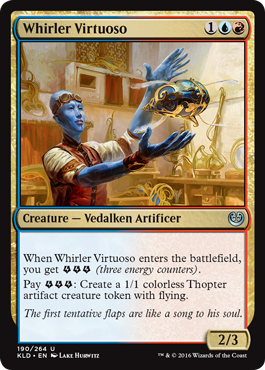 Whirler Virtuoso 1
Creature — Vedalken Artificer
When Whirler Virtuoso enters the battlefield,
you get (three energy counters).
Pay : Create a 1/1 colorless Thopter
artifact creature token with flying.
The first tentative flaps are like a song to his soul.
2/3
190/264 U
KLD • EN Lake Hurwitz
™ & © 2016 Wizards of the Coast